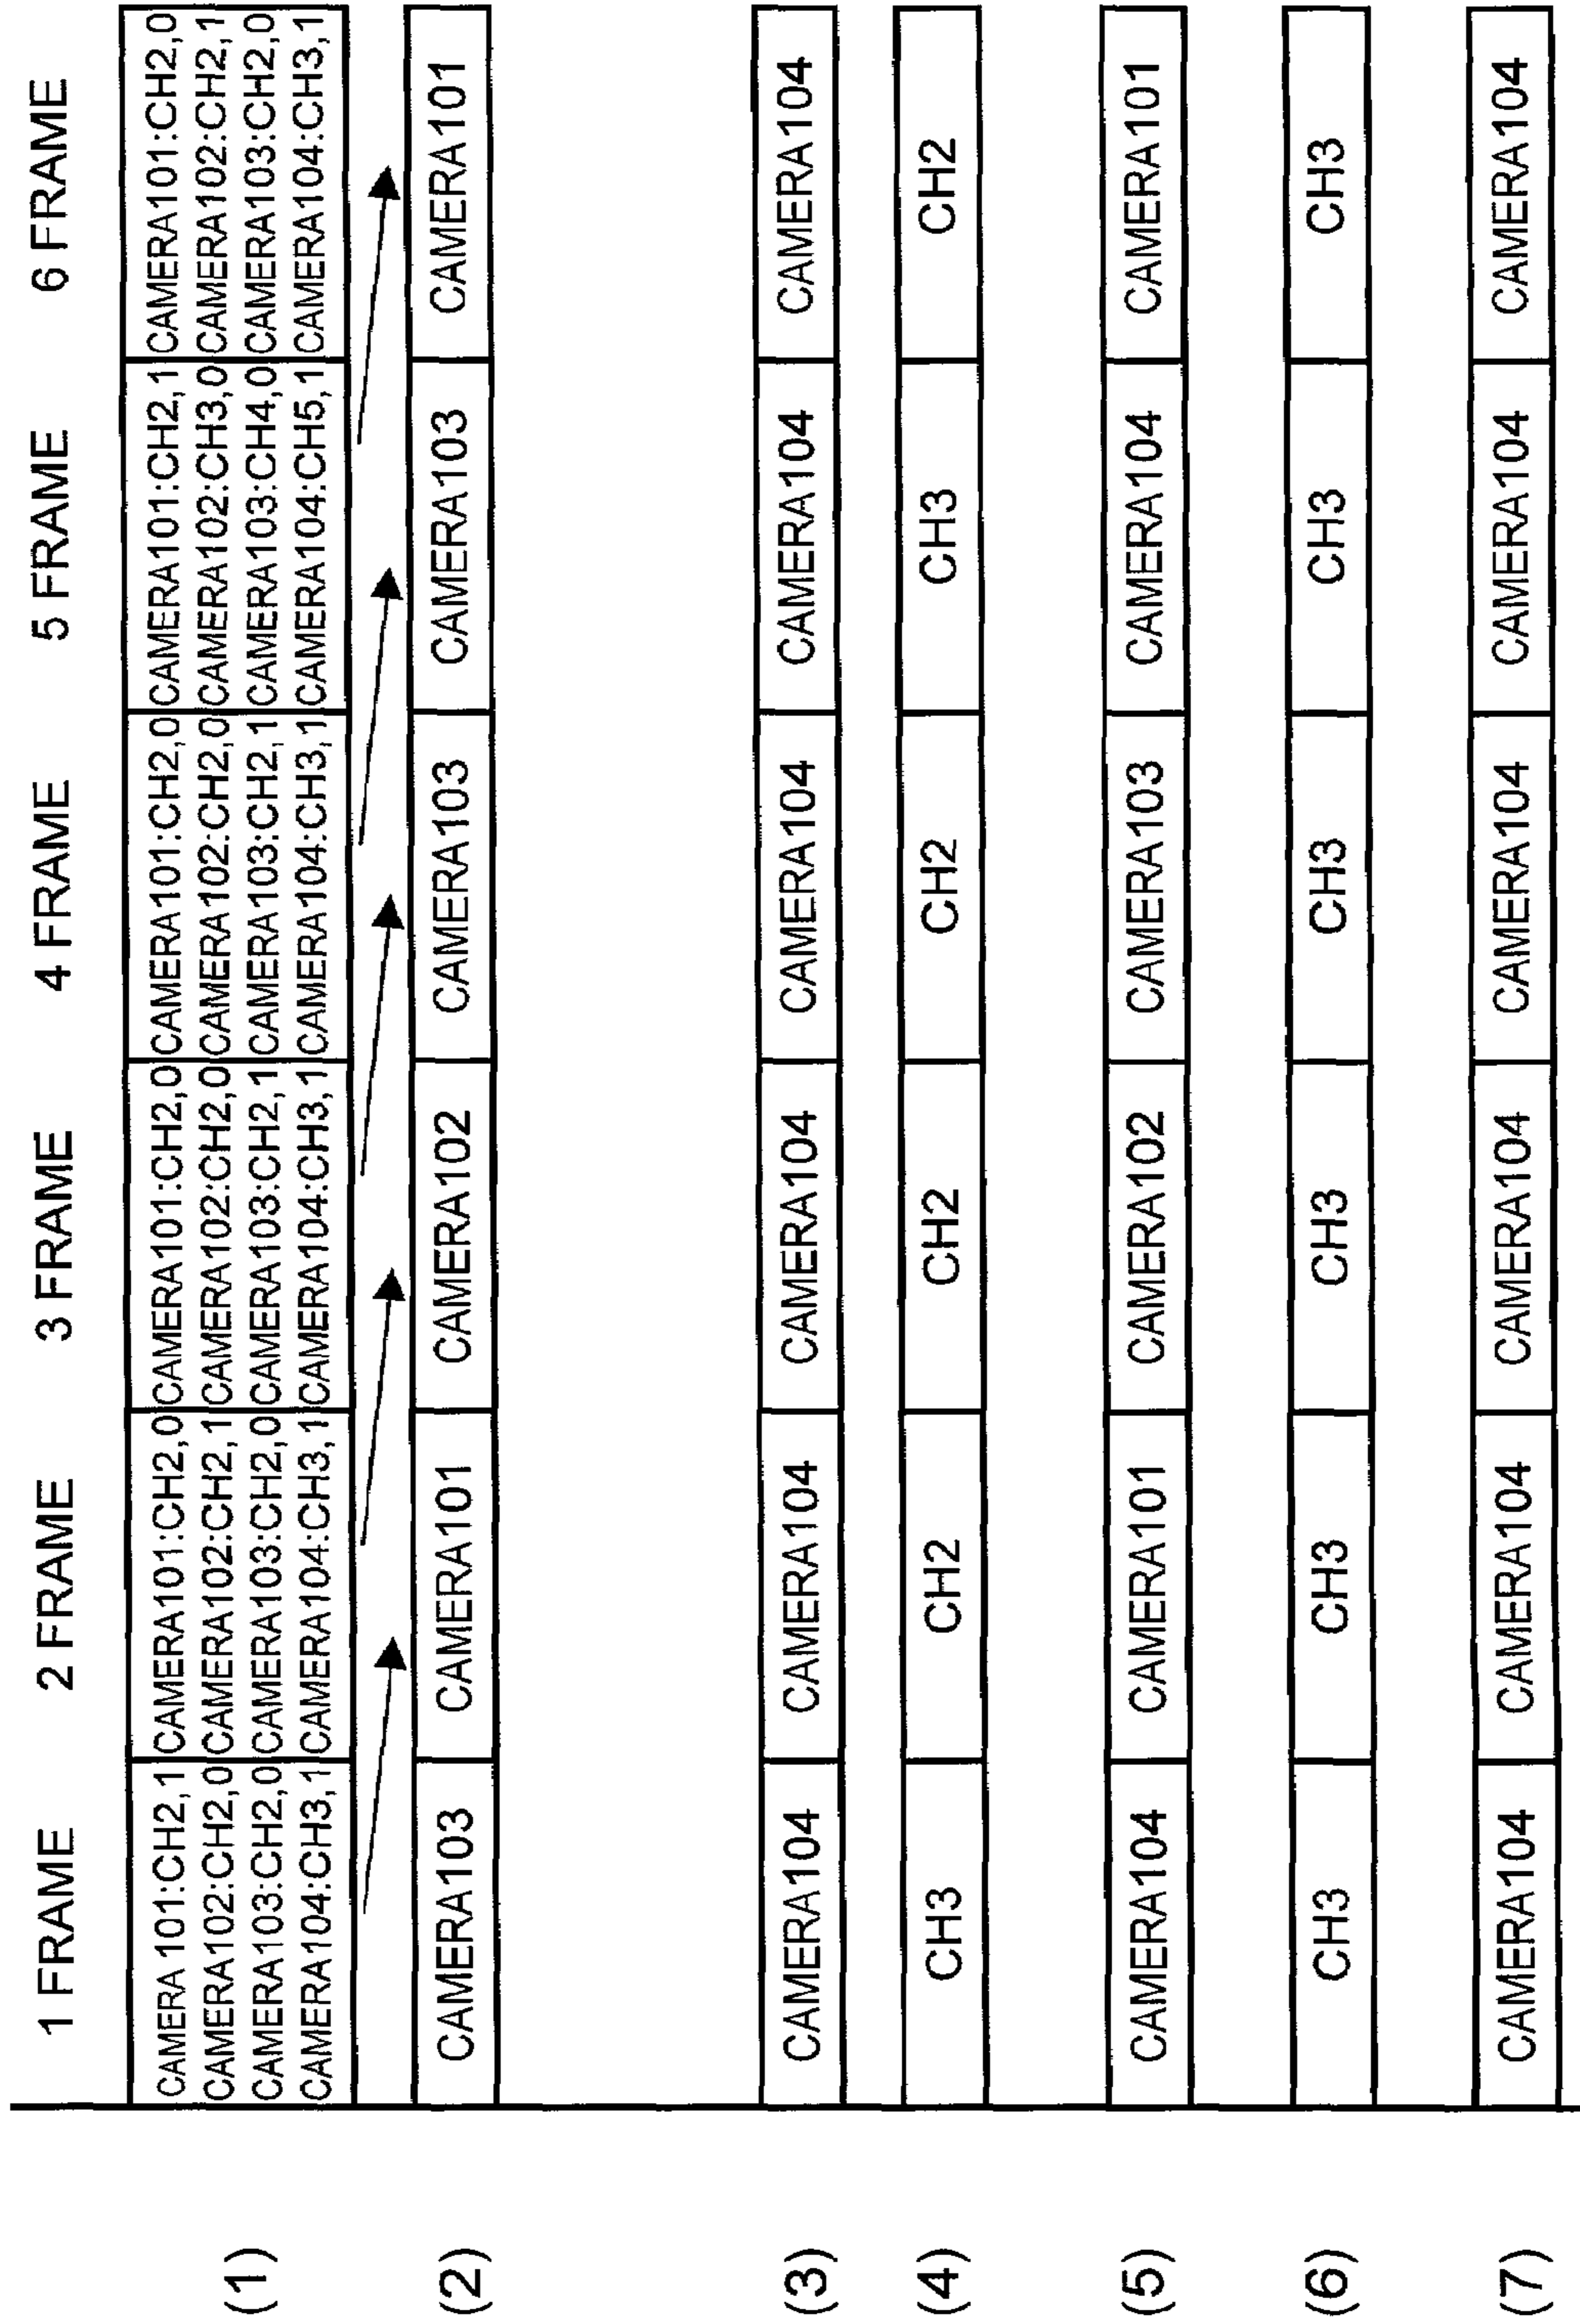 1 FRAME 2 FRAME 3 FRAME 4 FRAME 5 FRAME 6 FRAME
(1)
CAMERA 101:CH2,1 CAMERA101:CH2,0 CAMERA101:CH2,0 CAMERA101:CH2,0 CAMERA101:CH2,1 CAMERA101:CH2,0
CAMERA102:CH2,0 CAMERA102:CH2,1 CAMERA102:CH2,0 CAMERA102:CH2,0 CAMERA102:CH3,0 CAMERA102:CH2,1
CAMERA103:CH2,0 CAMERA103:CH2,0 CAMERA103:CH2,1 CAMERA103:CH2,1 CAMERA103:CH4,0 CAMERA103:CH2,0
CAMERA104:CH3,1 CAMERA104:CH3,1 CAMERA104:CH3,1 CAMERA104:CH3,1 CAMERA104:CH5,1 CAMERA104:CH3,1
(2) CAMERA103 CAMERA101 CAMERA102 CAMERA103 CAMERA103 CAMERA101
(3) CAMERA104 CAMERA104 CAMERA104 CAMERA104 CAMERA104 CAMERA104
(4) CH3 CH2 CH2 CH2 CH3 CH2
(5) CAMERA104 CAMERA101 CAMERA102 CAMERA103 CAMERA104 CAMERA101
(6) CH3 CH3 CH3 CH3 CH3 CH3
(7) CAMERA104 CAMERA104 CAMERA104 CAMERA104 CAMERA104 CAMERA104